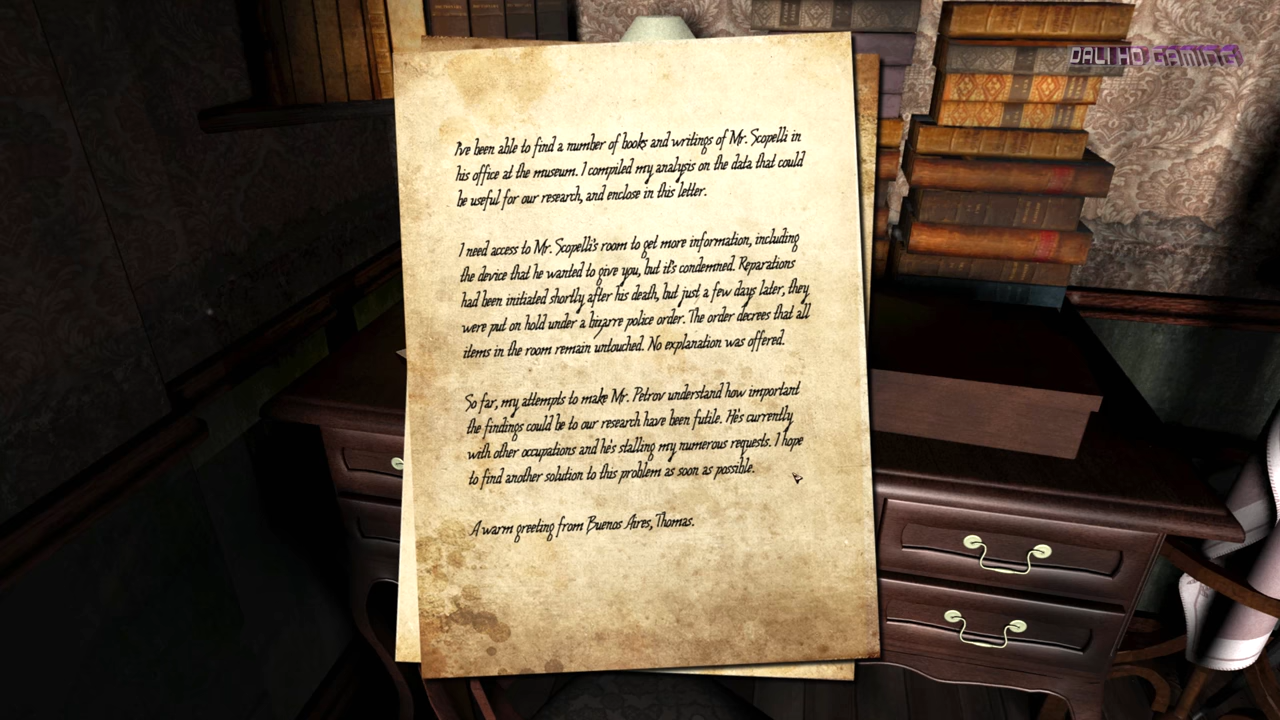 I've been able to find a number of books and writings of Mr. Scopelli in
his office at the museum. I compiled my analysis on the data that could
be useful for our research, and enclose in this letter.
I need access to Mr. Scopelli's room to get more information, including
the device that he wanted to give you, but it's condemned. Reparations
had been initiated shortly after his death, but just a few days later, they
were put on hold under a bizarre police order. The order decrees that all
items in the room remain untouched. No explanation was offered.
So far, my attempts to make Mr. Petrov understand how important
the findings could be to our research have been futile. He's currently
with other occupations and he's stalling my numerous requests. I hope
to find another solution to this problem as soon as possible.
A warm greeting from Buenos Aires, Thomas.
DALI HD GAMING